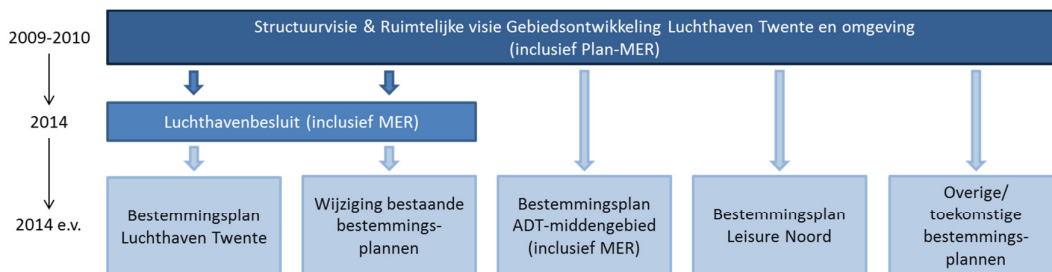 2009-2010
Structuurvisie & Ruimtelijke visie Gebiedsontwikkeling Luchthaven Twente en omgeving
(inclusief Plan-MER)
2014
Luchthavenbesluit (inclusief MER)
2014 e.v.
Bestemmingsplan
Luchthaven Twente
Wijziging bestaande
bestemmings-
plannen
Bestemmingsplan
ADT-middengebied
(inclusief MER)
Bestemmingsplan
Leisure Noord
Overige/
toekomstige
bestemmings-
plannen